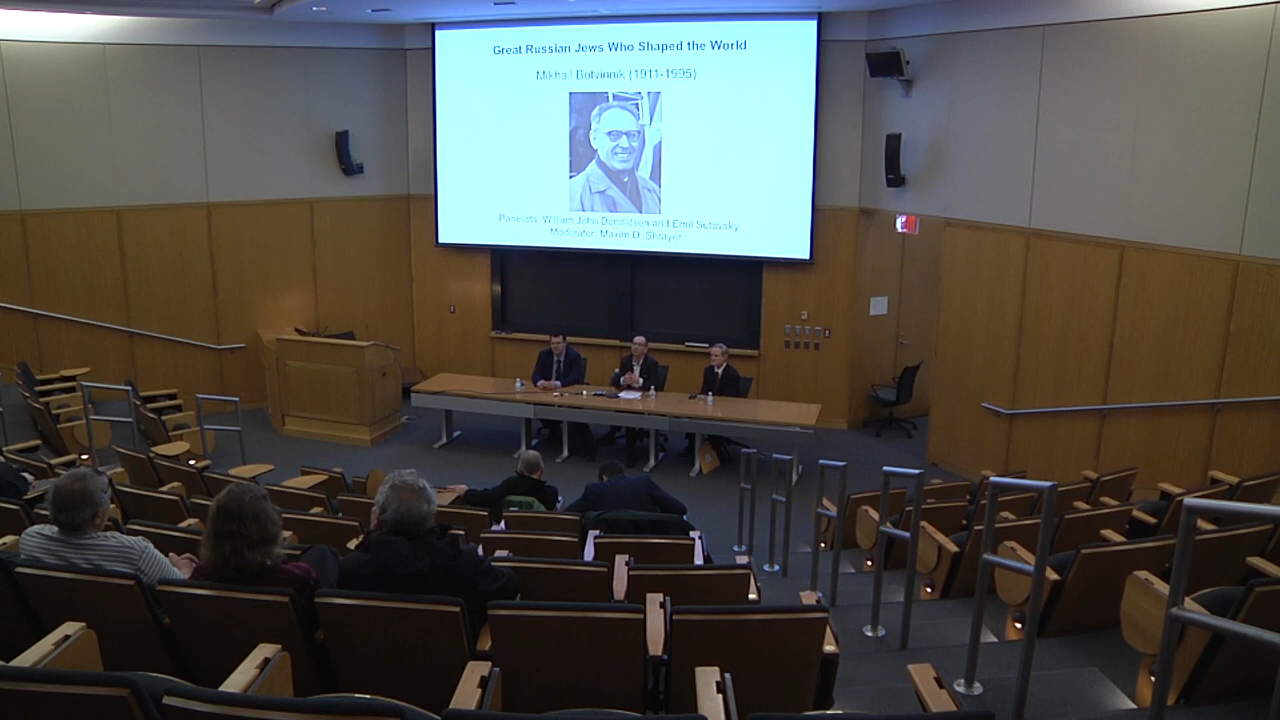 Great Russian Jews Who Shaped the World
Mikhail Botvinnik (1911-1995)
Panelists: William John Donaldson and Emil Sutovsky
Moderator: Maxim D. Shrayer